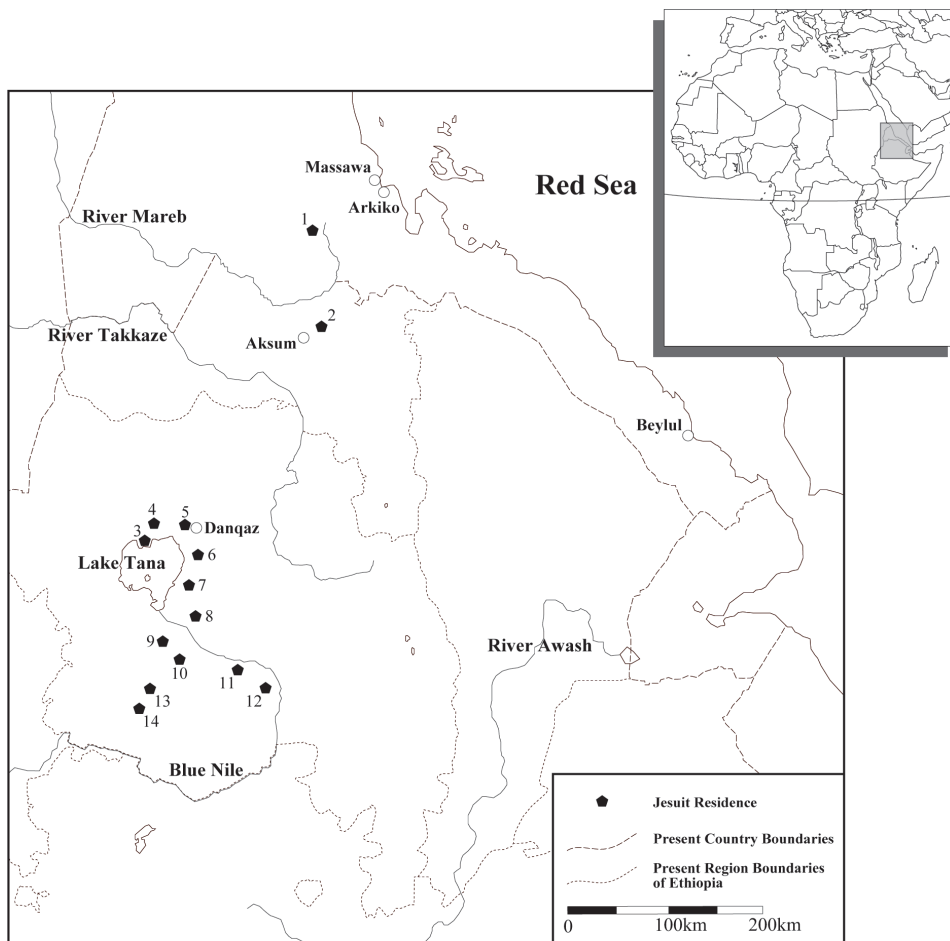 Massawa
Red Sea
Arkiko
River Mareb
1
2
River Takkaze
Aksum
Beylul
4
5
Danqaz
3
6
Lake Tana
7
8
9
River Awash
10
11
12
13
14
Blue Nile
Jesuit Residence
Present Country Boundaries
Present Region Boundaries
of Ethiopia
0
100km
200km